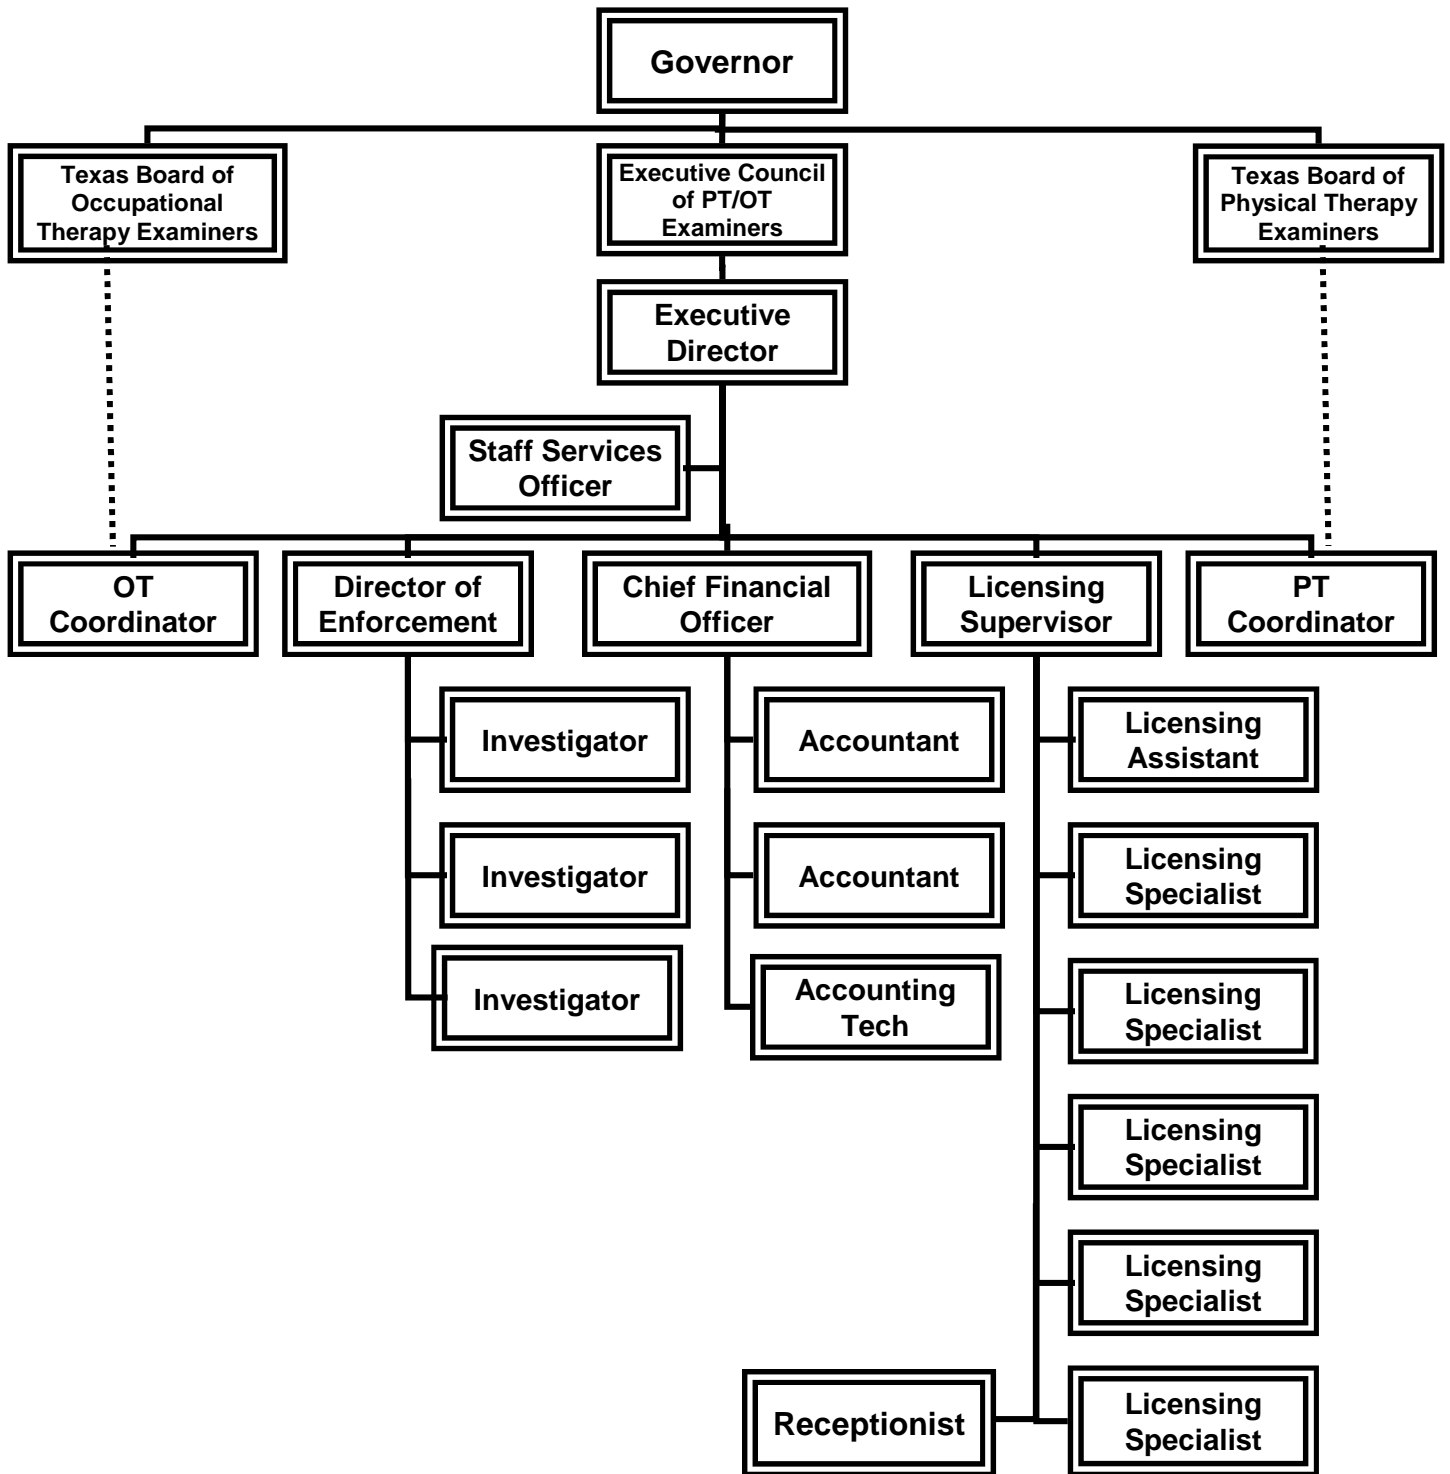 Governor
Texas Board of
Occupational
Therapy Examiners
Executive Council
of PT/OT
Examiners
Texas Board of
Physical Therapy
Examiners
Executive
Director
Staff Services
Officer
OT
Coordinator
Director of
Enforcement
Chief Financial
Officer
Licensing
Supervisor
PT
Coordinator
Investigator
Accountant
Licensing
Assistant
Investigator
Accountant
Licensing
Specialist
Investigator
Accounting
Tech
Licensing
Specialist
Licensing
Specialist
Licensing
Specialist
Receptionist
Licensing
Specialist